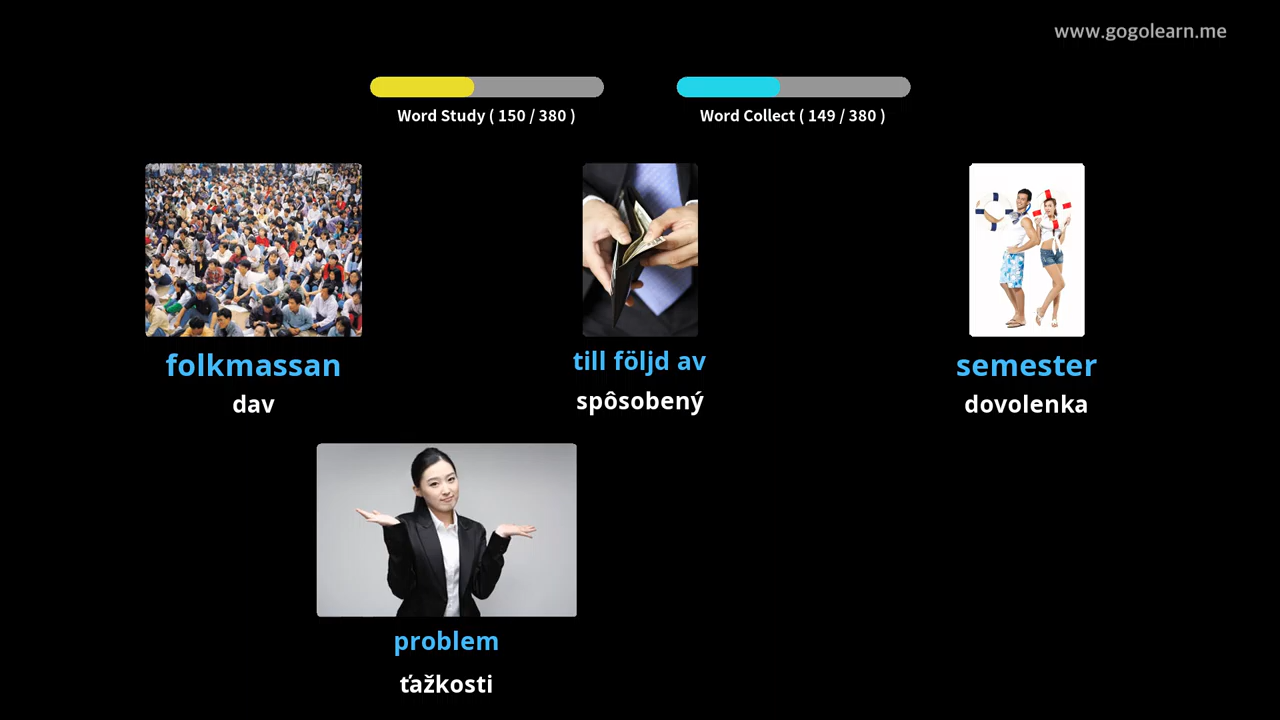 www.gogolearn.me
Word Study ( 150 / 380 )
Word Collect ( 149 / 380 )
folkmassan
dav
till följd av
spôsobený
semester
dovolenka
problem
ťažkosti